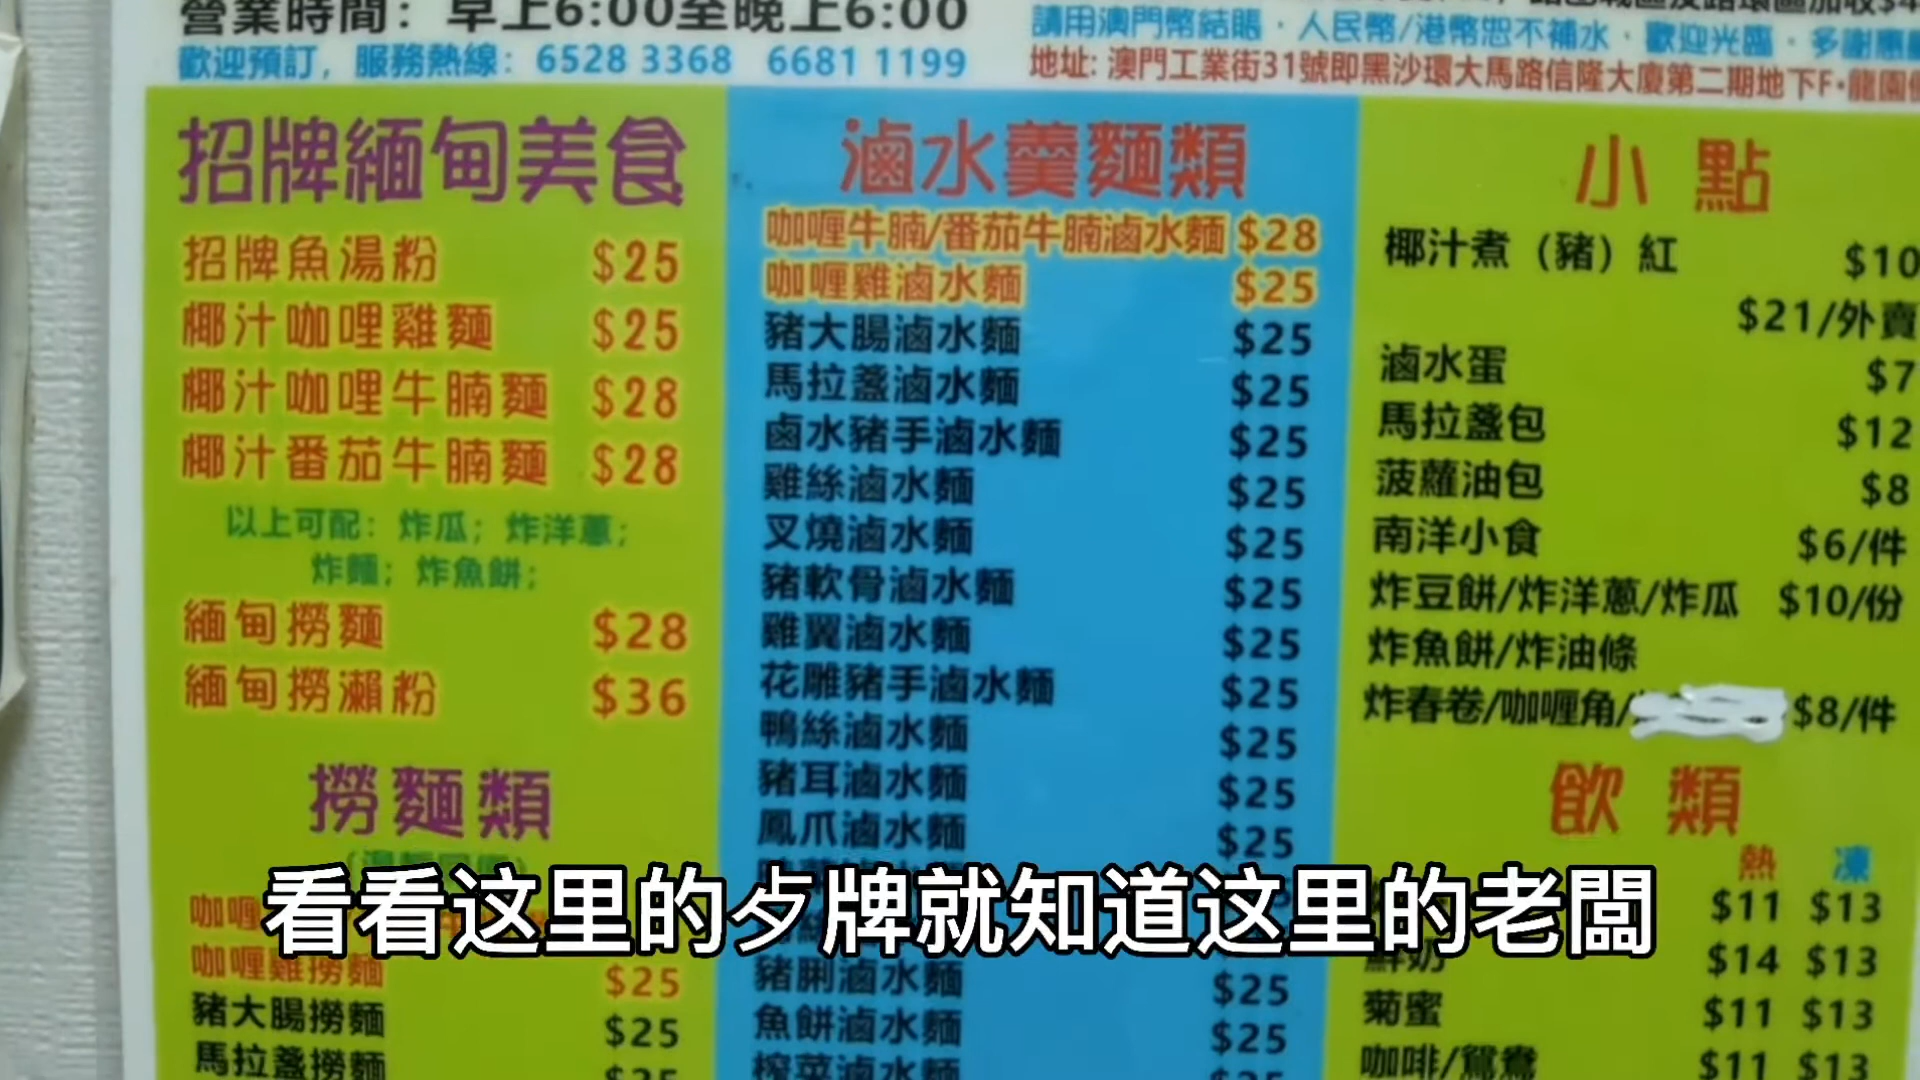 營業時間：早上6:00至晚上6:00
歡迎預訂，服務熱線：6528 3368 6681 1199
請用澳門幣結賬·人民幣/港幣恕不補水·歡迎光臨·多謝惠
地址: 澳門工業街31號即黑沙環大馬路信隆大廈第二期地下F·龍園
招牌緬甸美食
招牌魚湯粉 $25
椰汁咖哩雞麵 $25
椰汁咖哩牛腩麵 $28
椰汁番茄牛腩麵 $28
以上可配：炸瓜；炸洋蔥；
炸麵；炸魚餅；
緬甸撈麵 $28
緬甸撈瀨粉 $36
撈麵類
咖喱雞撈麵 $25
豬大腸撈麵 $25
馬拉盞撈麵
滷水羹麵類
咖喱牛腩/番茄牛腩滷水麵 $28
咖喱雞滷水麵 $25
豬大腸滷水麵 $25
馬拉盞滷水麵 $25
鹵水豬手滷水麵 $25
雞絲滷水麵 $25
叉燒滷水麵 $25
豬軟骨滷水麵 $25
雞翼滷水麵 $25
花雕豬手滷水麵 $25
鴨絲滷水麵 $25
豬耳滷水麵 $25
鳳爪滷水麵 $25
豬脷滷水麵 $25
魚餅滷水麵 $25
榨菜滷水麵
小點
椰汁煮（豬）紅 $10
$21/外賣
滷水蛋 $7
馬拉盞包 $12
菠蘿油包 $8
南洋小食 $6/件
炸豆餅/炸洋蔥/炸瓜 $10/份
炸魚餅/炸油條
炸春卷/咖喱角/ $8/件
飲類
熱 凍
$11 $13
鮮奶 $14 $13
菊蜜 $11 $13
咖啡/鴛鴦 $11 $13
看看这里的歺牌就知道这里的老闆